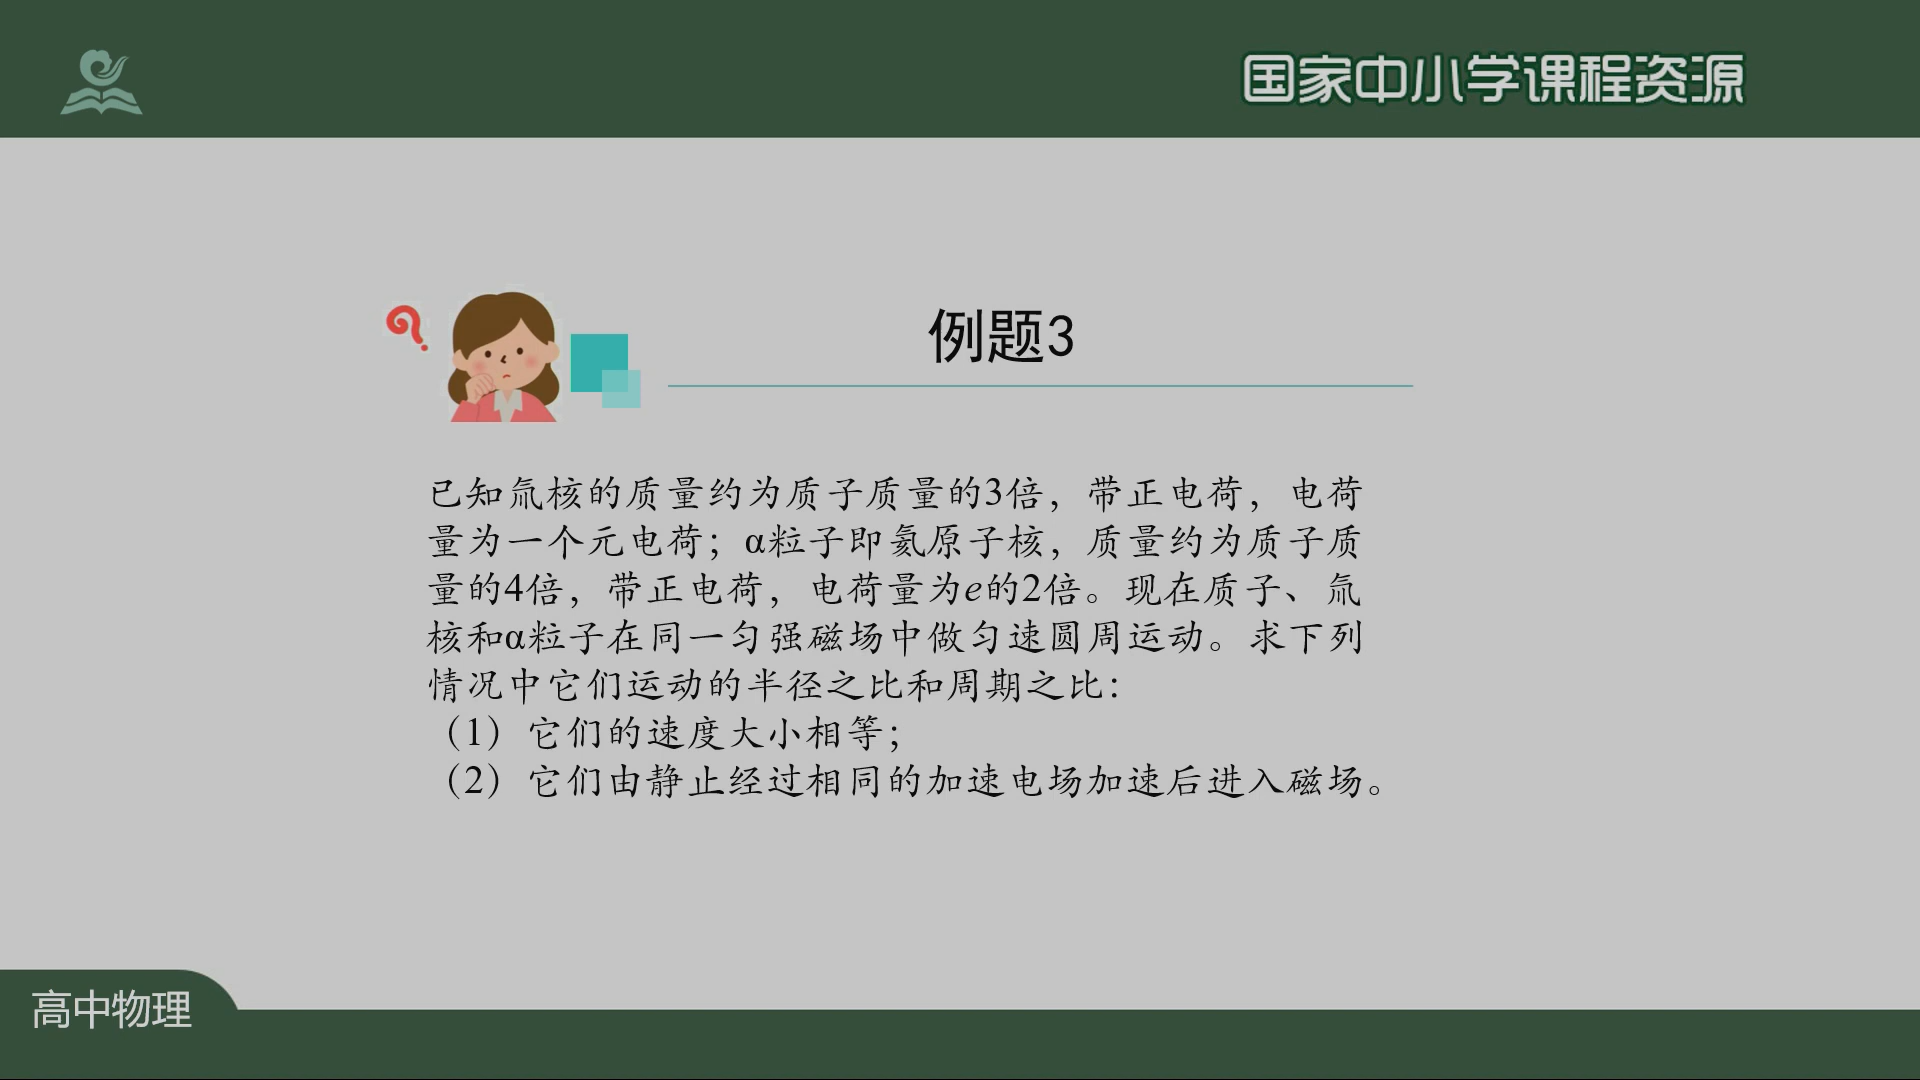 国家中小学课程资源
例题3
已知氚核的质量约为质子质量的3倍，带正电荷，电荷
量为一个元电荷；α粒子即氦原子核，质量约为质子质
量的4倍，带正电荷，电荷量为e的2倍。现在质子、氚
核和α粒子在同一匀强磁场中做匀速圆周运动。求下列
情况中它们运动的半径之比和周期之比：
（1）它们的速度大小相等；
（2）它们由静止经过相同的加速电场加速后进入磁场。
高中物理